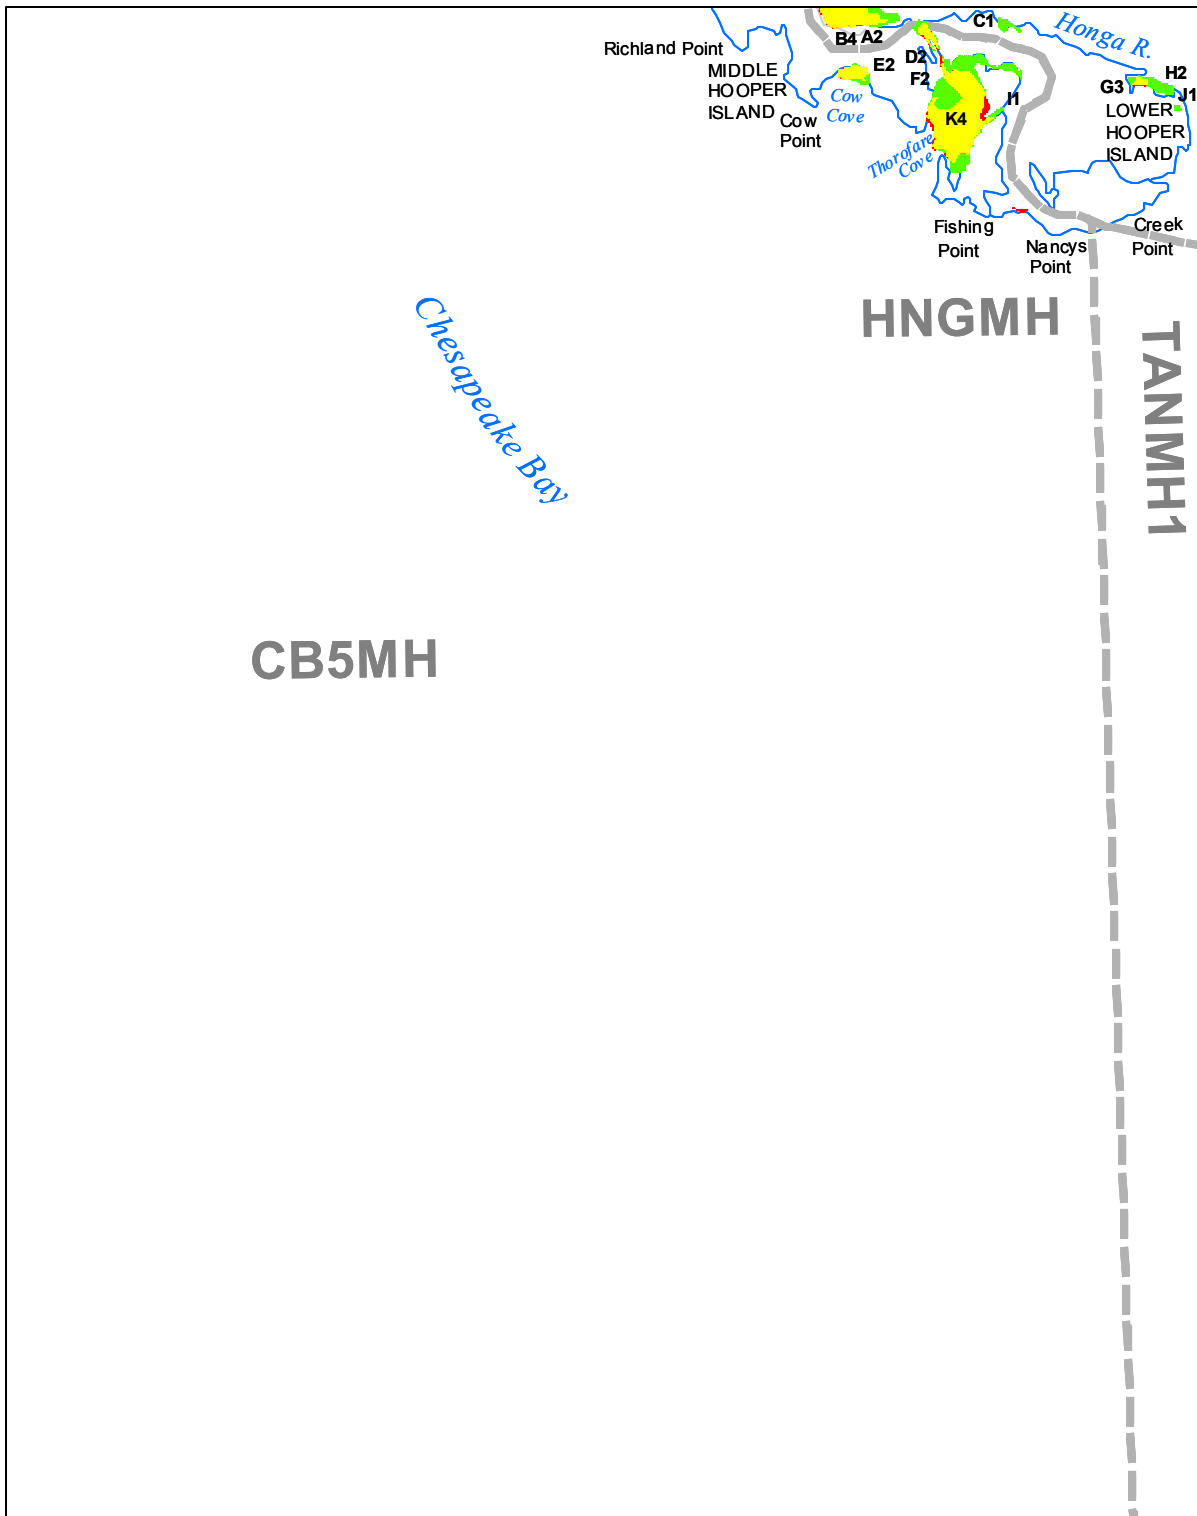 C1
Honga R.
B4 A2
Richland Point
D2
E2
MIDDLE
HOOPER
ISLAND
F2
H2
G3
J1
Cow
Cove
I1
LOWER
HOOPER
ISLAND
K4
Cow
Point
Thorofare
Cove
Fishing
Point
Nancys
Point
Creek
Point
HNGMH
TANMH1
Chesapeake Bay
CB5MH